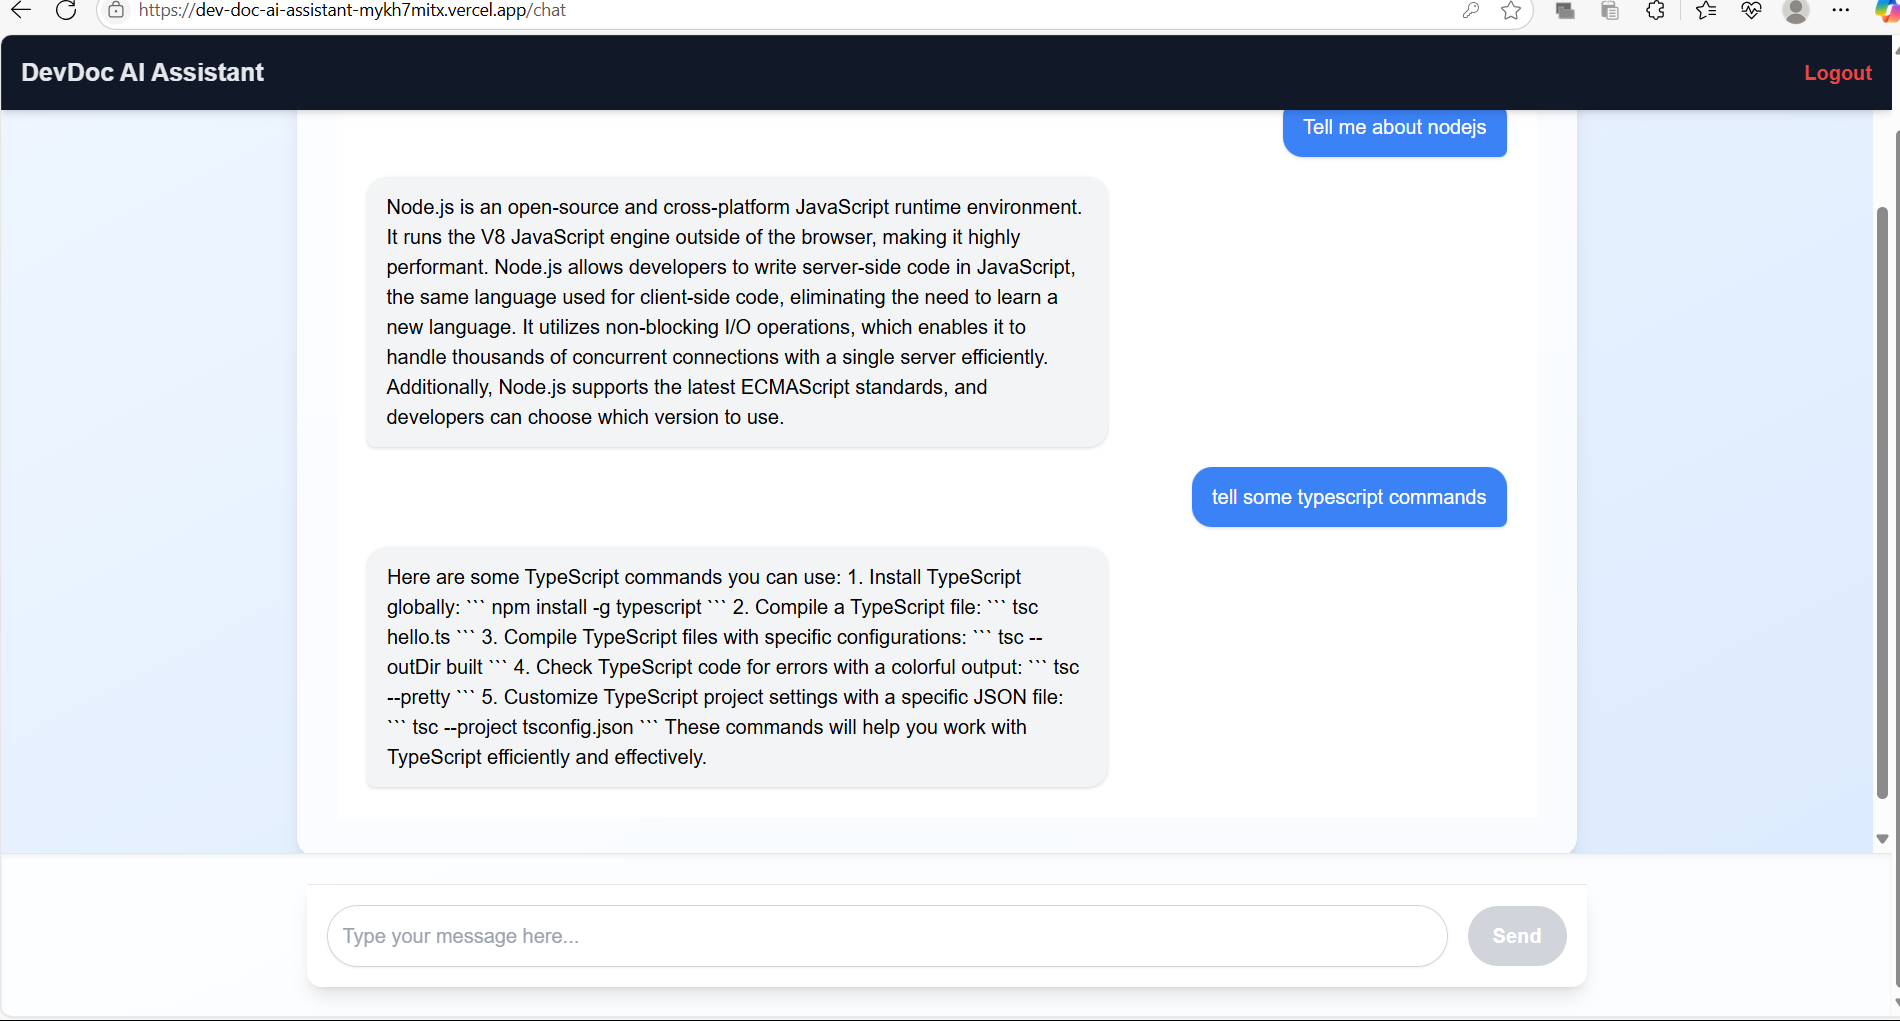 https://dev-doc-ai-assistant-mykh7mitx.vercel.app/chat
DevDoc AI Assistant
Logout
Tell me about nodejs
Node.js is an open-source and cross-platform JavaScript runtime environment.
It runs the V8 JavaScript engine outside of the browser, making it highly
performant. Node.js allows developers to write server-side code in JavaScript,
the same language used for client-side code, eliminating the need to learn a
new language. It utilizes non-blocking I/O operations, which enables it to
handle thousands of concurrent connections with a single server efficiently.
Additionally, Node.js supports the latest ECMAScript standards, and
developers can choose which version to use.
tell some typescript commands
Here are some TypeScript commands you can use: 1. Install TypeScript
globally: ``` npm install -g typescript ``` 2. Compile a TypeScript file: ``` tsc
hello.ts ``` 3. Compile TypeScript files with specific configurations: ``` tsc --
outDir built ``` 4. Check TypeScript code for errors with a colorful output: ``` tsc
--pretty ``` 5. Customize TypeScript project settings with a specific JSON file:
``` tsc --project tsconfig.json ``` These commands will help you work with
TypeScript efficiently and effectively.
Type your message here...
Send